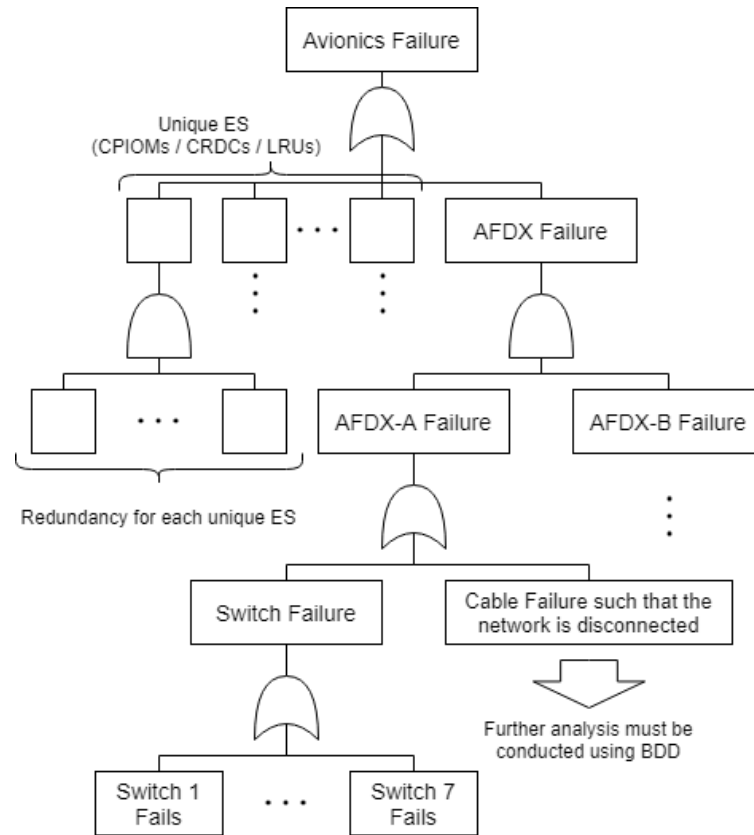 Avionics Failure
Unique ES
(CPIOMs / CRDCs / LRUs)
AFDX Failure
AFDX-A Failure
AFDX-B Failure
Redundancy for each unique ES
Switch Failure
Cable Failure such that the
network is disconnected
Further analysis must be
conducted using BDD
Switch 1
Fails
Switch 7
Fails